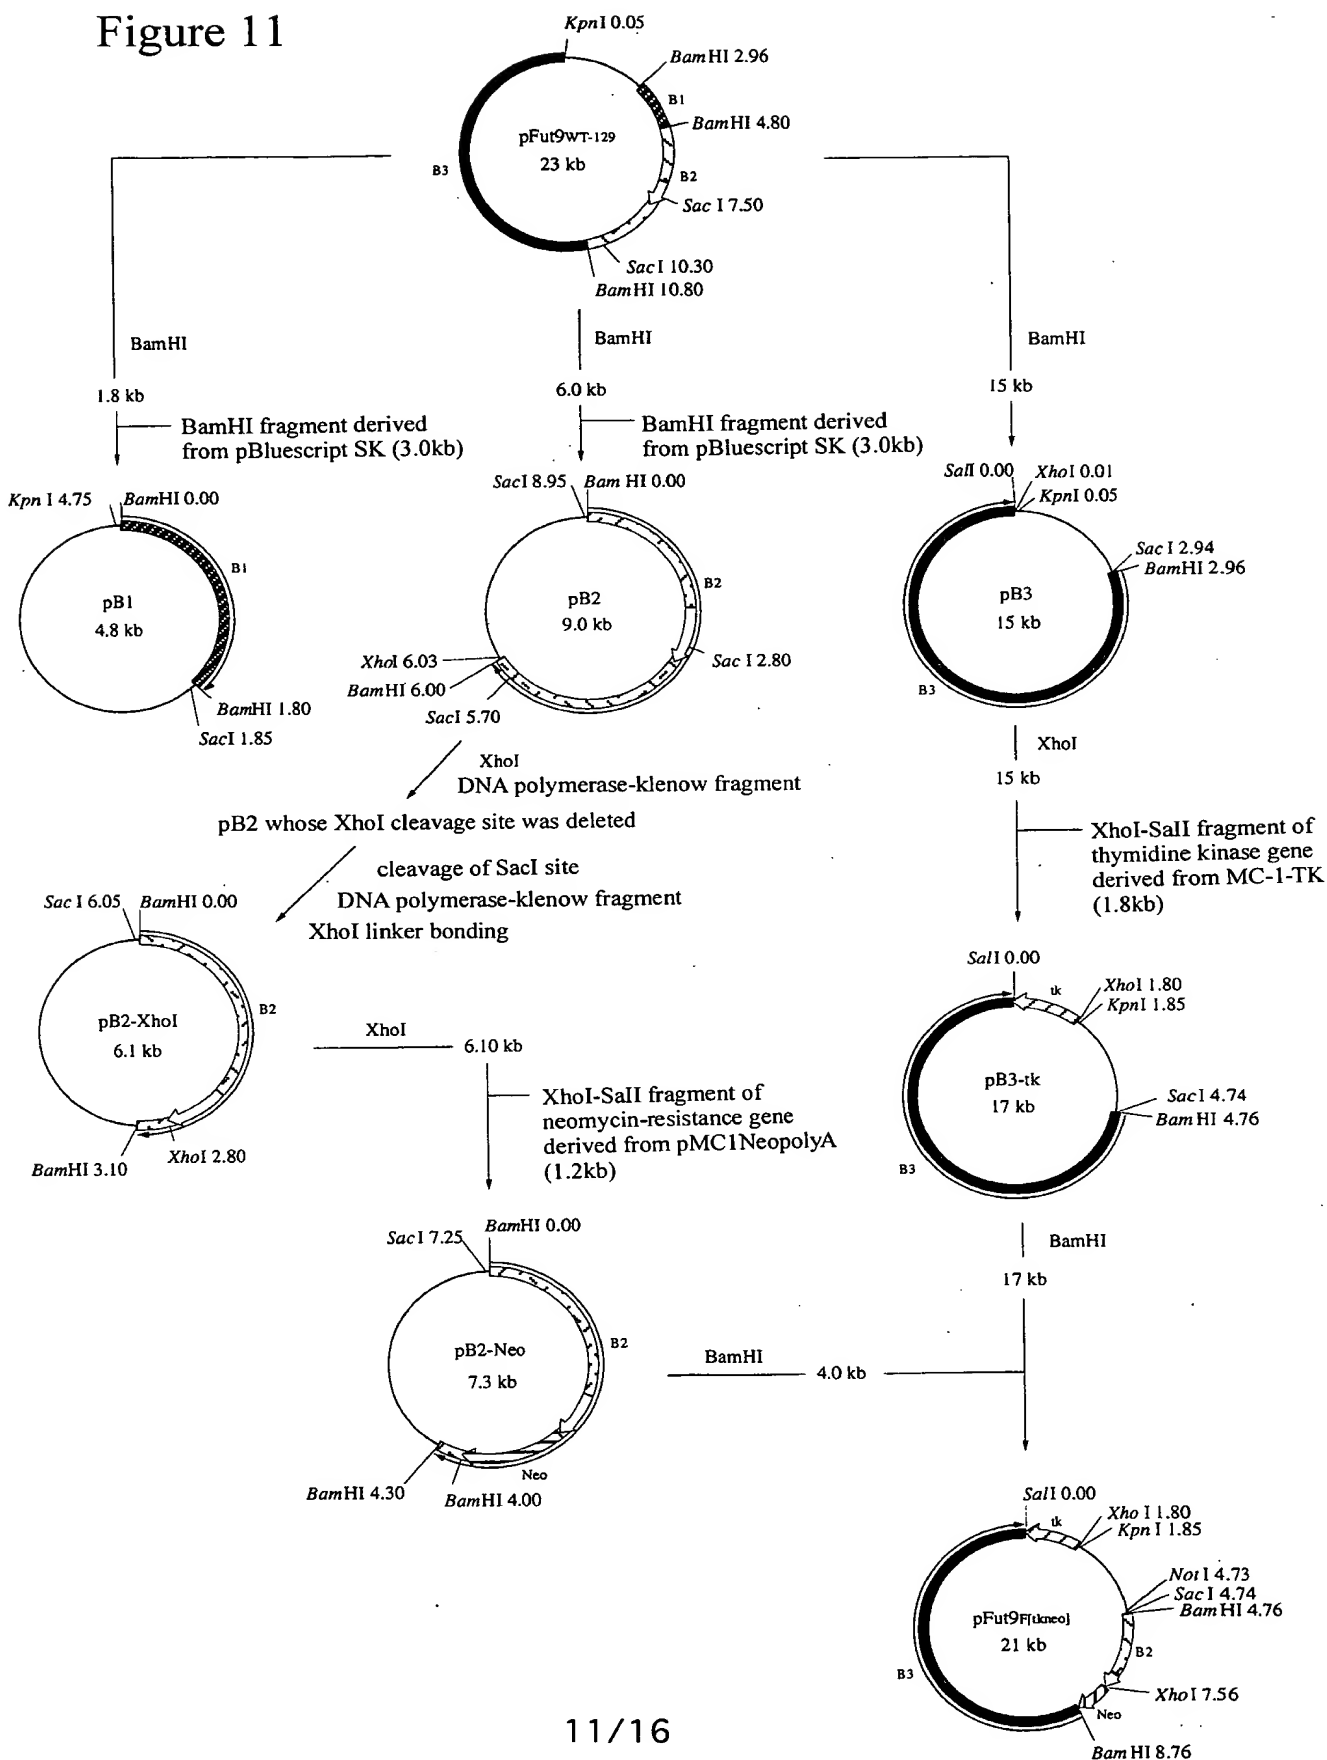 Figure 11
KpnI 0.05
BamHI 2.96
B1
BamHI 4.80
pFut9WT-129
23 kb
B3
B2
Sac I 7.50
SacI 10.30
BamHI 10.80
BamHI
BamHI
BamHI
1.8 kb
6.0 kb
15 kb
BamHI fragment derived
from pBluescript SK (3.0kb)
BamHI fragment derived
from pBluescript SK (3.0kb)
Kpn I 4.75
BamHI 0.00
B1
pB1
4.8 kb
BamHI 1.80
SacI 1.85
SacI 8.95
Bam HI 0.00
B2
pB2
9.0 kb
XhoI 6.03
BamHI 6.00
SacI 5.70
Sac I 2.80
SalI 0.00
XhoI 0.01
KpnI 0.05
Sac I 2.94
BamHI 2.96
pB3
15 kb
B3
XhoI
DNA polymerase-klenow fragment
pB2 whose XhoI cleavage site was deleted
cleavage of SacI site
DNA polymerase-klenow fragment
XhoI linker bonding
XhoI
15 kb
XhoI-SalI fragment of
thymidine kinase gene
derived from MC-1-TK
(1.8kb)
Sac I 6.05
BamHI 0.00
B2
pB2-XhoI
6.1 kb
BamHI 3.10
XhoI 2.80
XhoI
6.10 kb
XhoI-SalI fragment of
neomycin-resistance gene
derived from pMC1NeopolyA
(1.2kb)
SalI 0.00
tk
XhoI 1.80
KpnI 1.85
pB3-tk
17 kb
SacI 4.74
Bam HI 4.76
B3
BamHI
17 kb
SacI 7.25
BamHI 0.00
B2
pB2-Neo
7.3 kb
Neo
BamHI 4.30
BamHI 4.00
BamHI
4.0 kb
SalI 0.00
tk
Xho I 1.80
Kpn I 1.85
Not I 4.73
Sac I 4.74
Bam HI 4.76
pFut9F[tkneo]
21 kb
B2
B3
XhoI 7.56
Neo
Bam HI 8.76
11/16